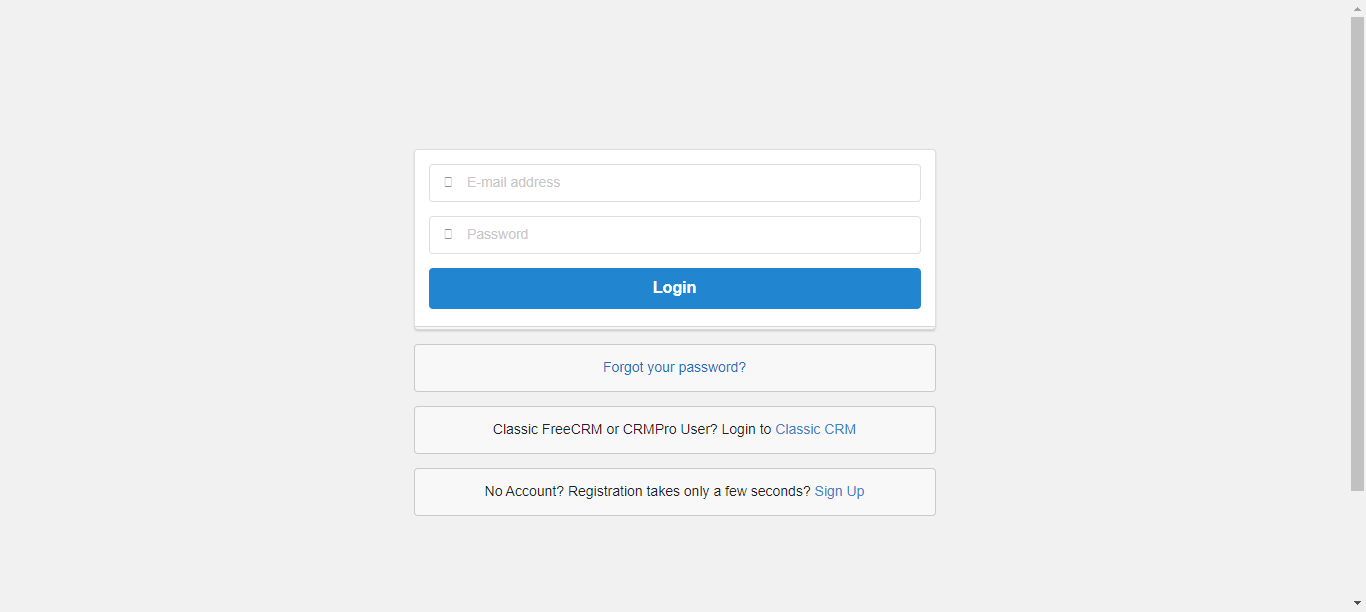 E-mail address
Password
Login
Forgot your password?
Classic FreeCRM or CRMPro User? Login to Classic CRM
No Account? Registration takes only a few seconds? Sign Up